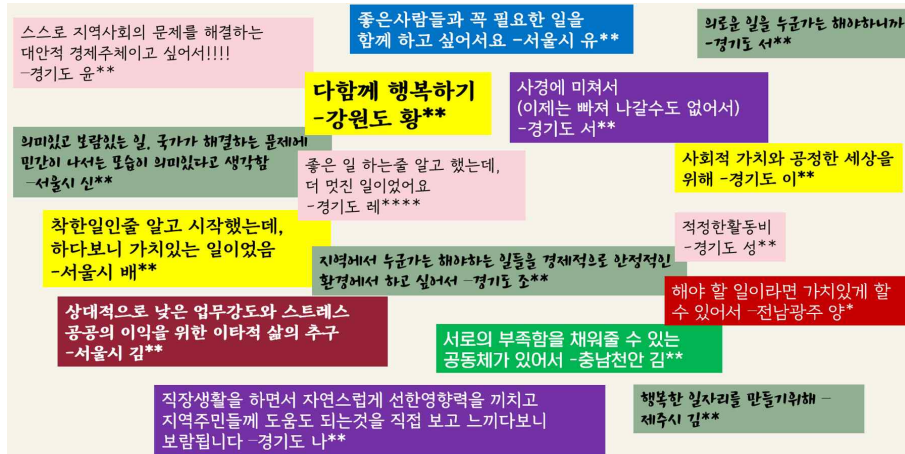 스스로 지역사회의 문제를 해결하는
대안적 경제주체이고 싶어서!!!!
-경기도 윤**
좋은사람들과 꼭 필요한 일을
함께 하고 싶어서요 -서울시 유**
의로운 일을 누군가는 해야하니까
-경기도 서**
다함께 행복하기
-강원도 황**
사경에 미쳐서
(이제는 빠져 나갈수도 없어서)
-경기도 서**
의미있고 보람있는 일, 국가가 해결하는 문제에
민간이 나서는 모습이 의미있다고 생각함
-서울시 신**
좋은 일 하는줄 알고 했는데,
더 멋진 일이었어요
-경기도 레****
사회적 가치와 공정한 세상을
위해 -경기도 이**
착한일인줄 알고 시작했는데,
하다보니 가치있는 일이었음
-서울시 배**
적정한활동비
-경기도 성**
지역에서 누군가는 해야하는 일들을 경제적으로 안정적인
환경에서 하고 싶어서 -경기도 조**
해야 할 일이라면 가치있게 할
수 있어서 -전남광주 양*
상대적으로 낮은 업무강도와 스트레스
공공의 이익을 위한 이타적 삶의 추구
-서울시 김**
서로의 부족함을 채워줄 수 있는
공동체가 있어서 -충남천안 김**
직장생활을 하면서 자연스럽게 선한영향력을 끼치고
지역주민들께 도움도 되는것을 직접 보고 느끼다보니
보람됩니다 -경기도 나**
행복한 일자리를 만들기위해 -
제주시 김**